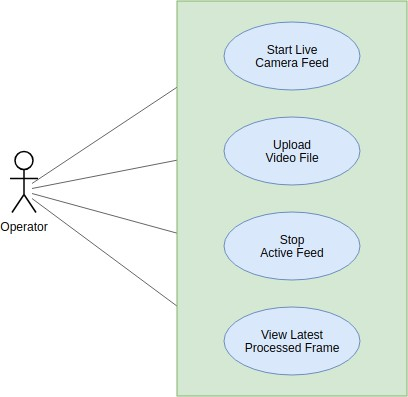 Start Live
Camera Feed
Upload
Video File
Operator
Stop
Active Feed
View Latest
Processed Frame